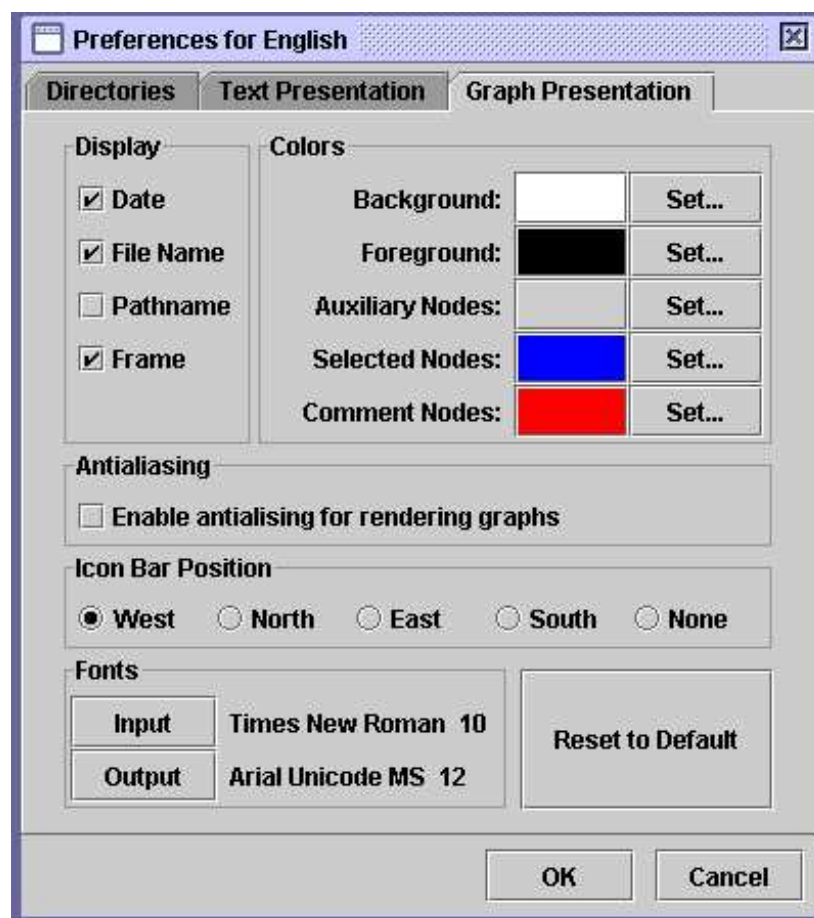 Preferences for English
Directories Text Presentation Graph Presentation
Display Colors
Date Background: Set...
File Name Foreground: Set...
Pathname Auxiliary Nodes: Set...
Frame Selected Nodes: Set...
Comment Nodes: Set...
Antialiasing
Enable antialising for rendering graphs
Icon Bar Position
West North East South None
Fonts
Input Times New Roman 10
Reset to Default
Output Arial Unicode MS 12
OK Cancel